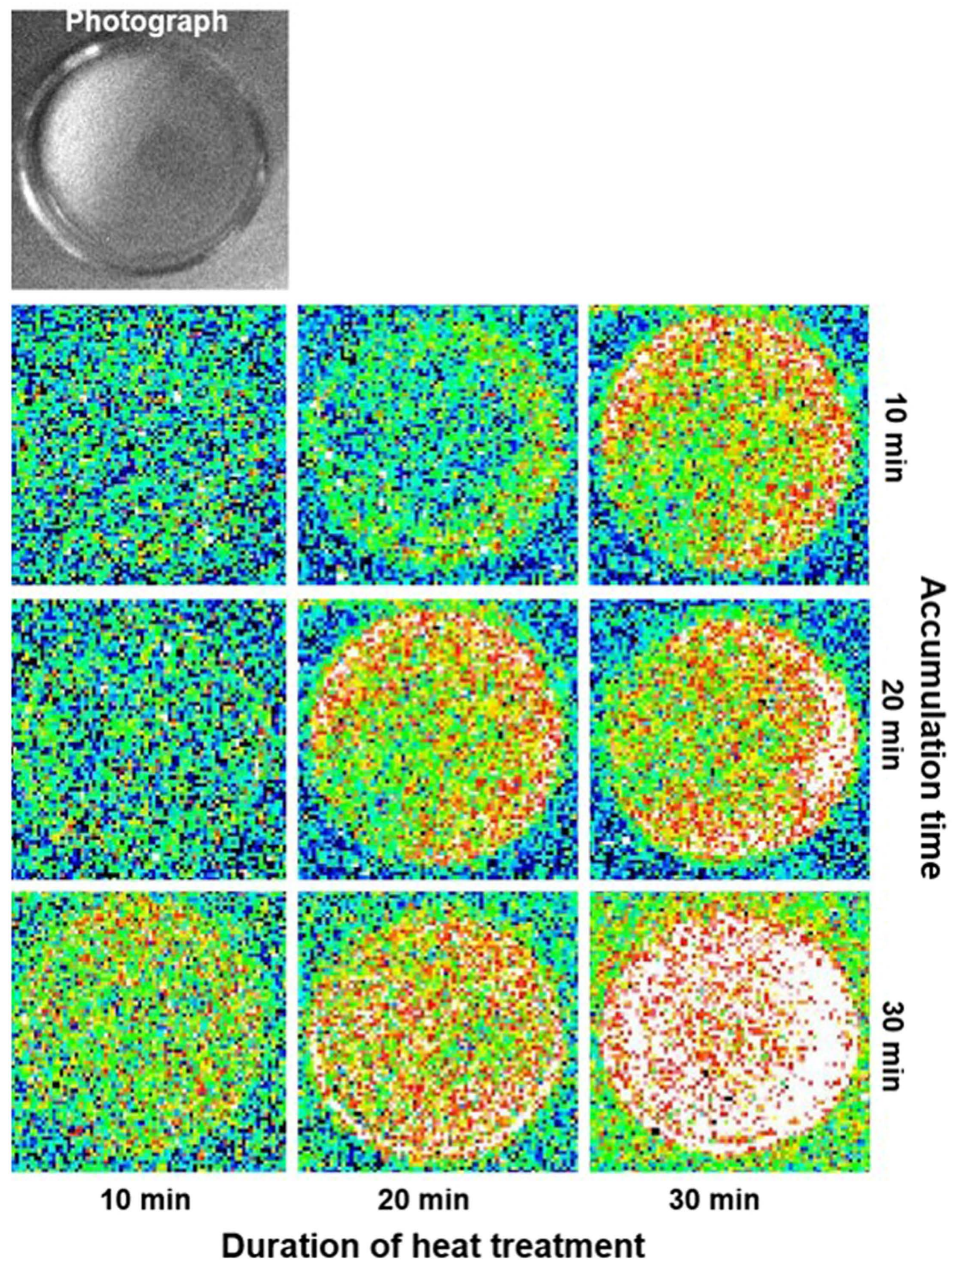 Photograph
10 min
20 min
30 min
Accumulation time
10 min
20 min
30 min
Duration of heat treatment